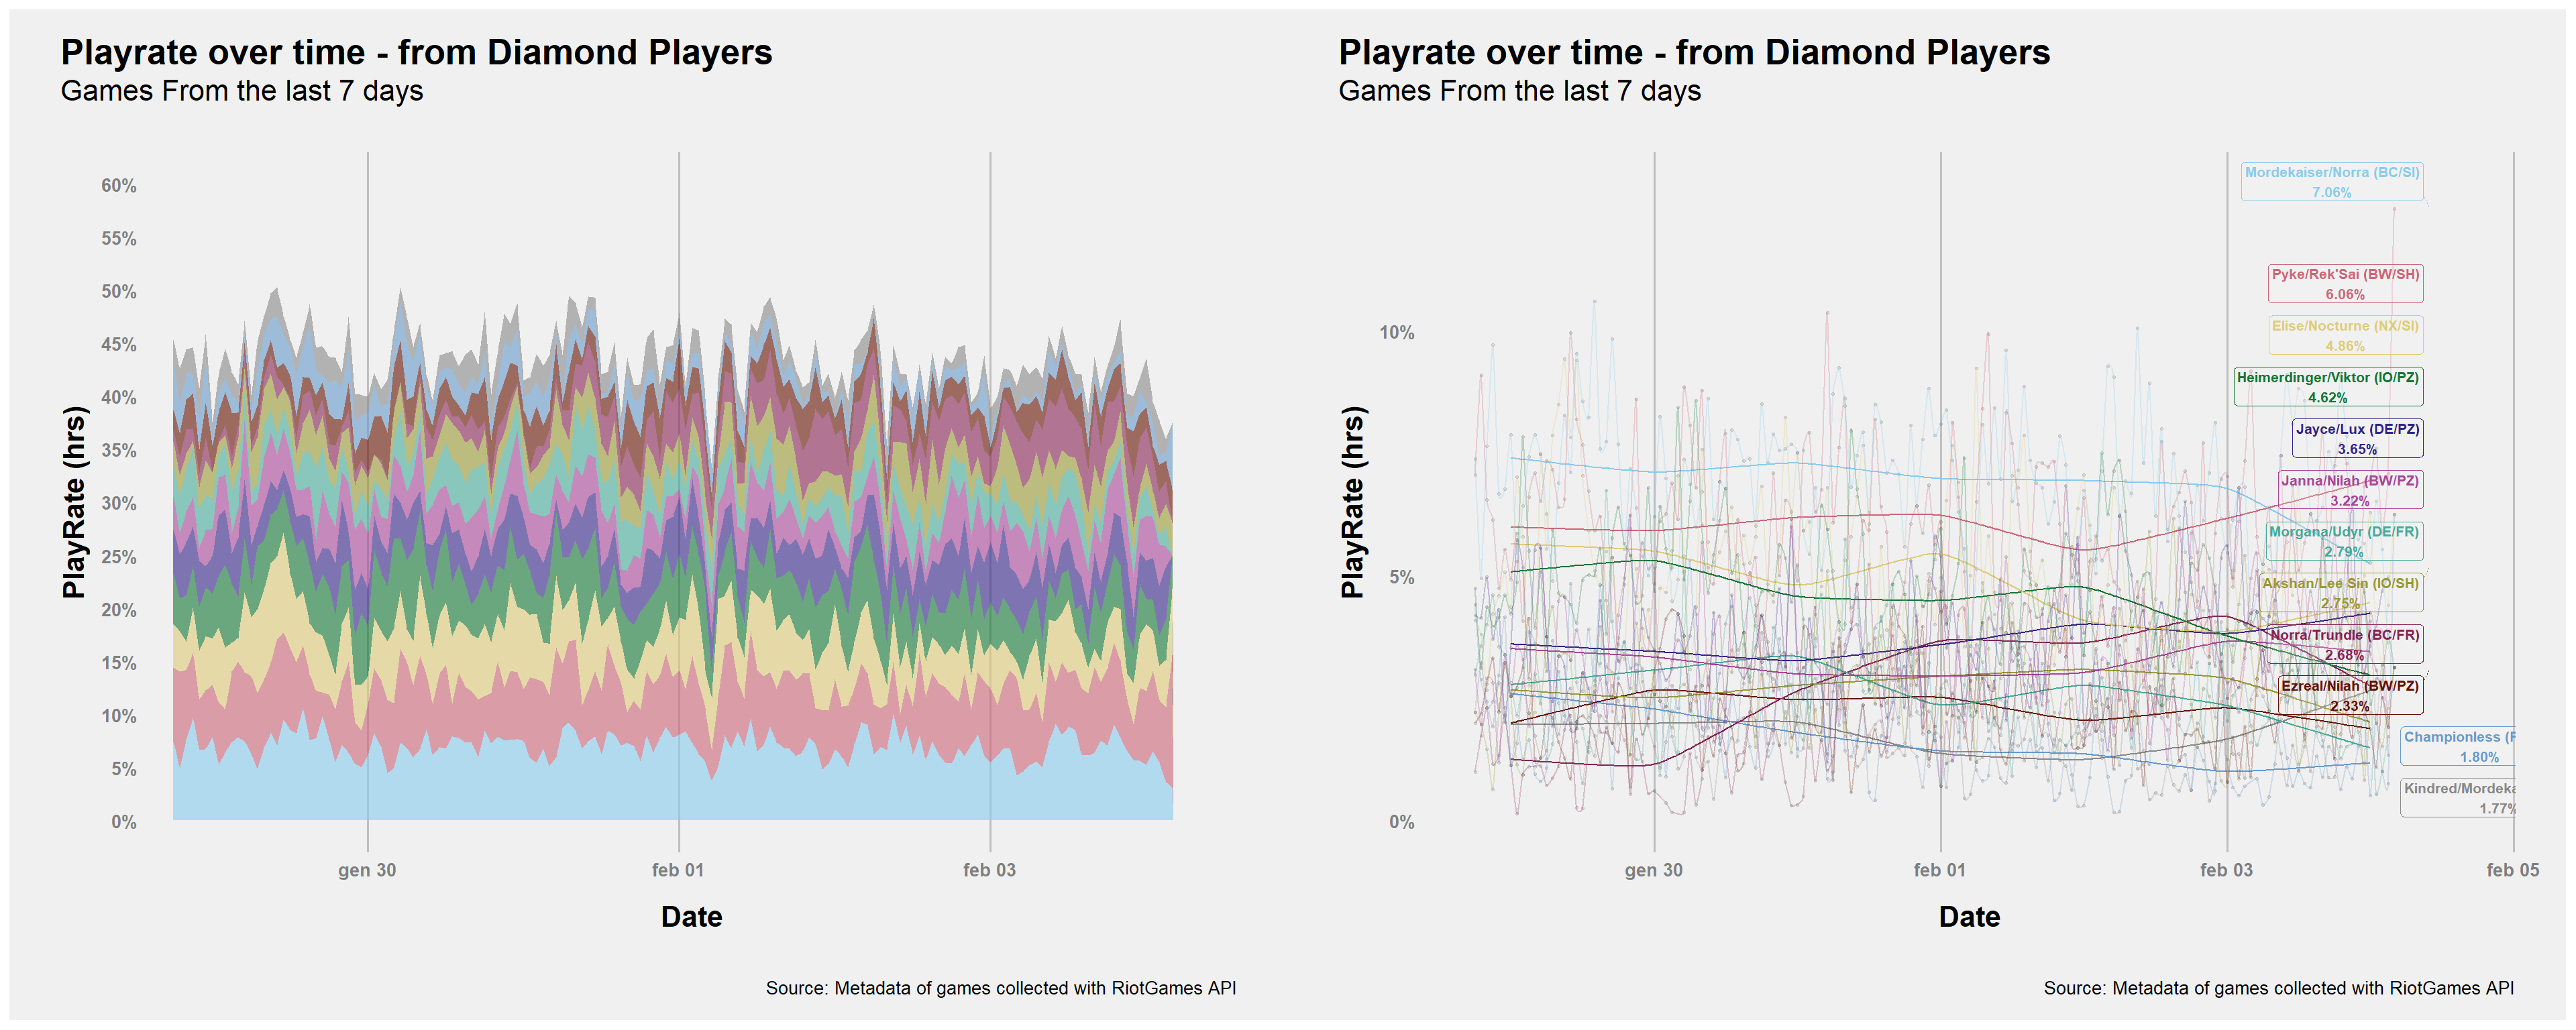 Playrate over time - from Diamond Players
Games From the last 7 days
PlayRate (hrs)
60%
55%
50%
45%
40%
35%
30%
25%
20%
15%
10%
5%
0%
gen 30
feb 01
feb 03
Date
Source: Metadata of games collected with RiotGames API
Playrate over time - from Diamond Players
Games From the last 7 days
PlayRate (hrs)
10%
5%
0%
Mordekaiser/Norra (BC/SI)
7.06%
Pyke/Rek'Sai (BW/SH)
6.06%
Elise/Nocturne (NX/SI)
4.86%
Heimerdinger/Viktor (IO/PZ)
4.62%
Jayce/Lux (DE/PZ)
3.65%
Janna/Nilah (BW/PZ)
3.22%
Morgana/Udyr (DE/FR)
2.79%
Akshan/Lee Sin (IO/SH)
2.75%
Norra/Trundle (BC/FR)
2.68%
Ezreal/Nilah (BW/PZ)
2.33%
Championless (
1.80%
Kindred/Mordeka
1.77%
gen 30
feb 01
feb 03
feb 05
Date
Source: Metadata of games collected with RiotGames API